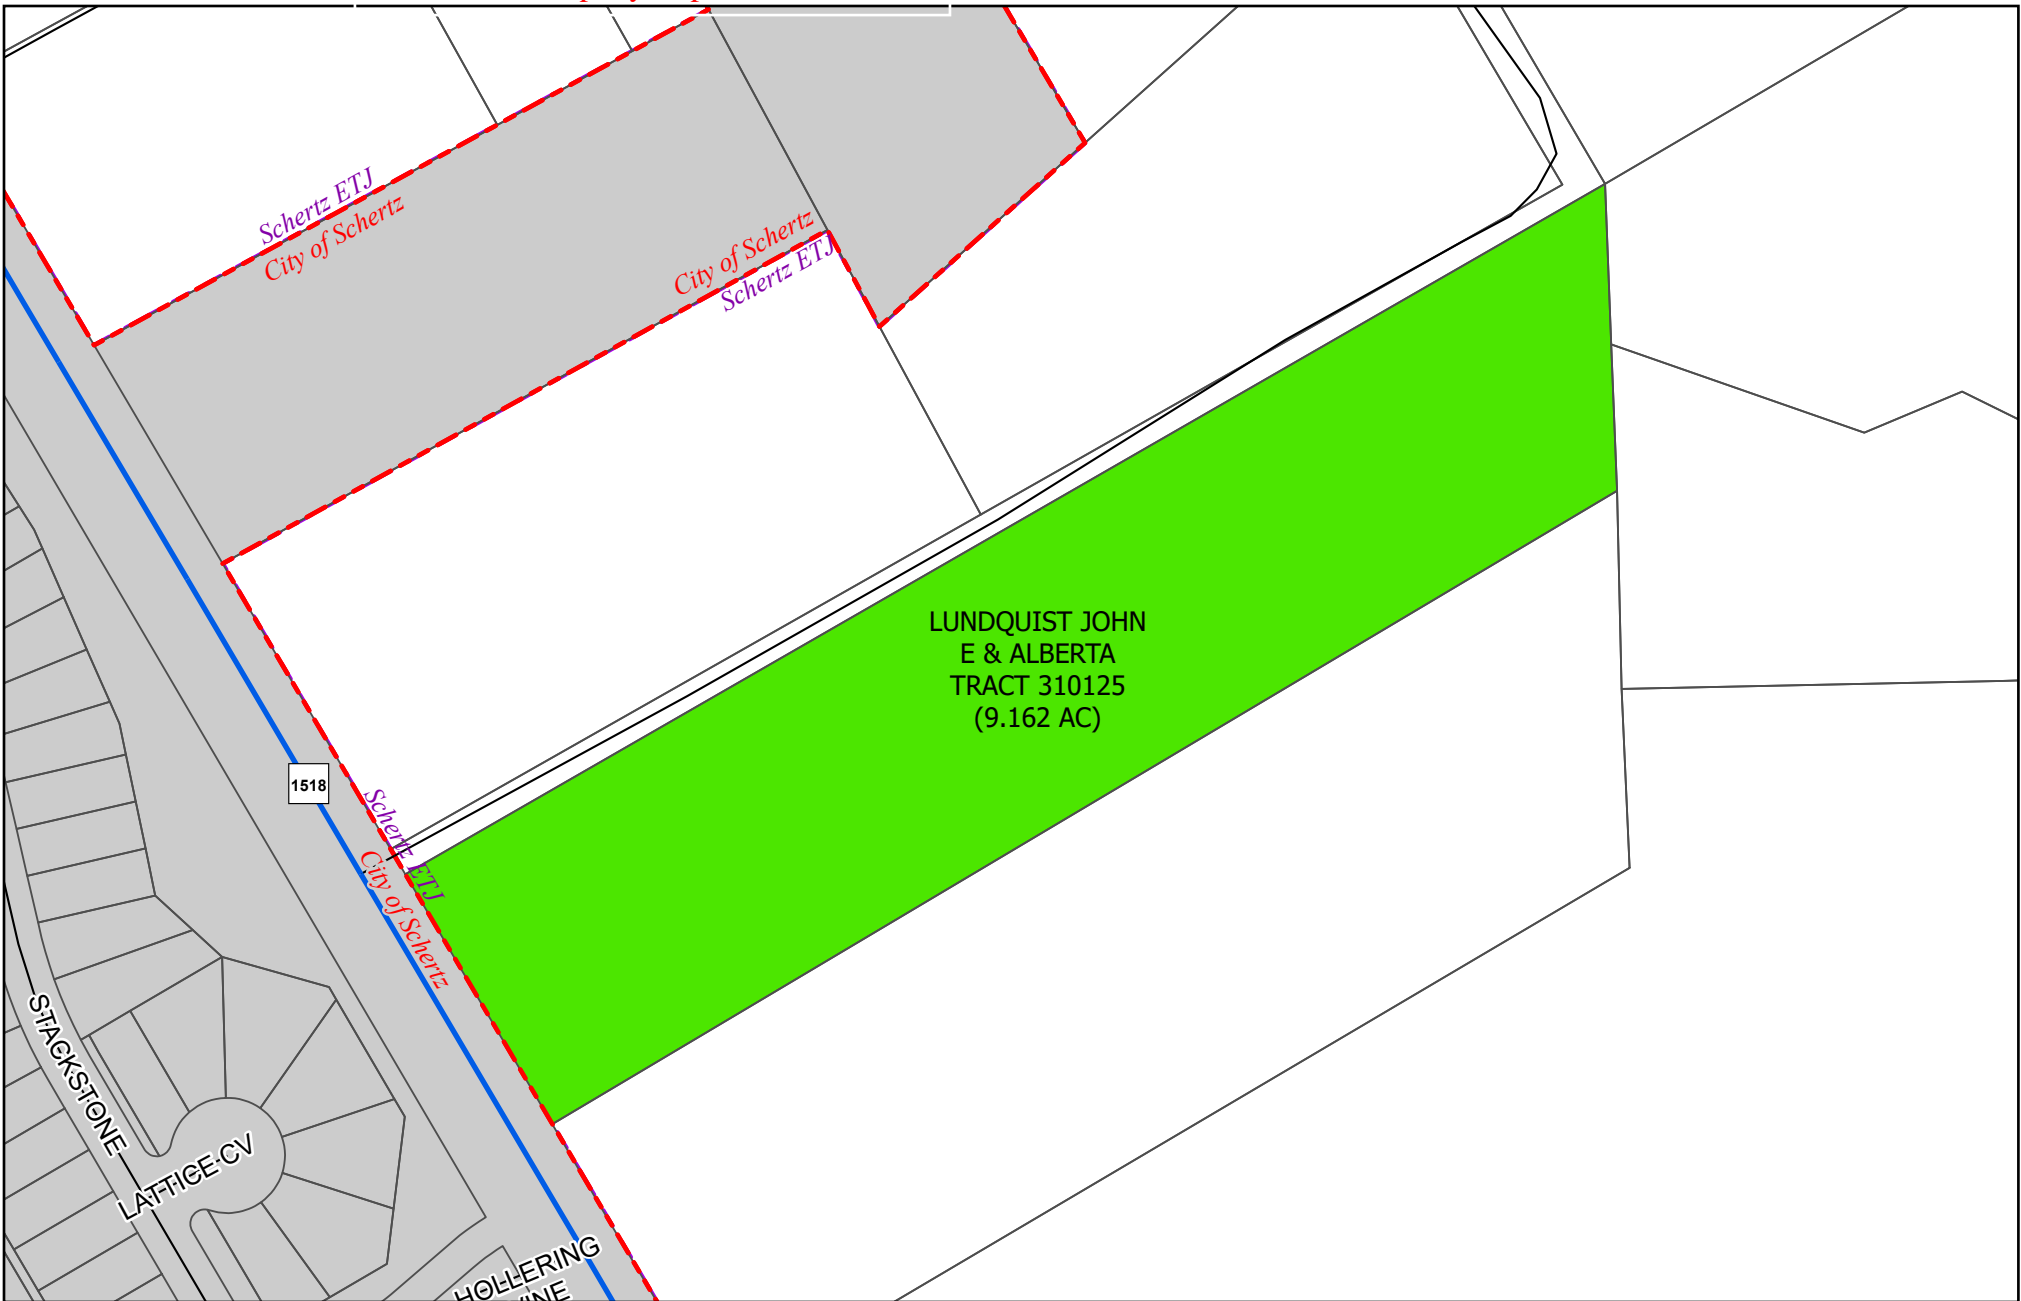 Schertz ETJ
City of Schertz
City of Schertz
Schertz ETJ
LUNDQUIST JOHN
E & ALBERTA
TRACT 310125
(9.162 AC)
1518
Schertz ETJ
City of Schertz
STACKSTONE
LATTICE CV
HOLLERING
VINE